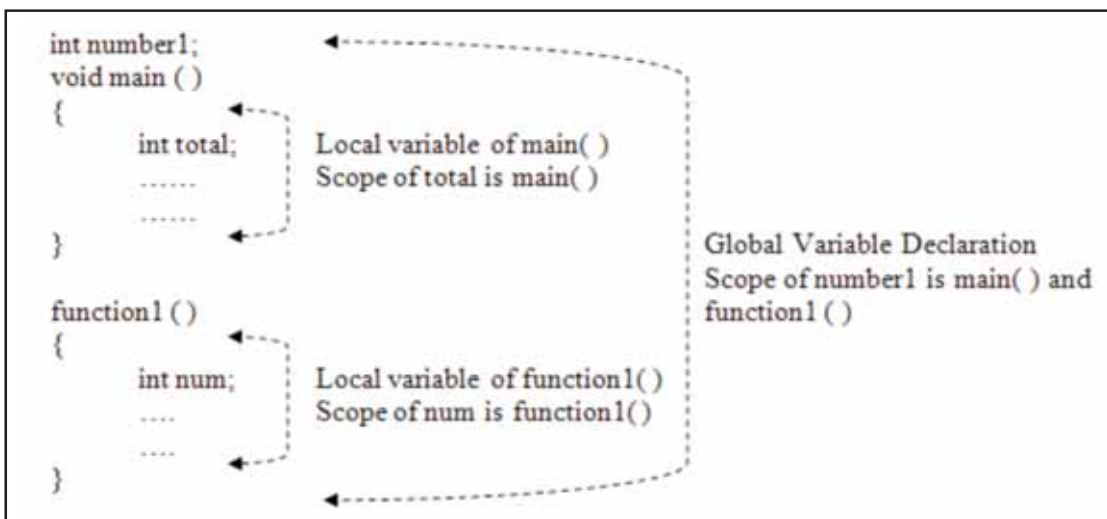 int number1;
void main ( )
{
int total;
......
......
}
Local variable of main( )
Scope of total is main( )
function1 ( )
{
int num;
....
....
}
Local variable of function1()
Scope of num is function1()
Global Variable Declaration
Scope of number1 is main( ) and
function1 ( )